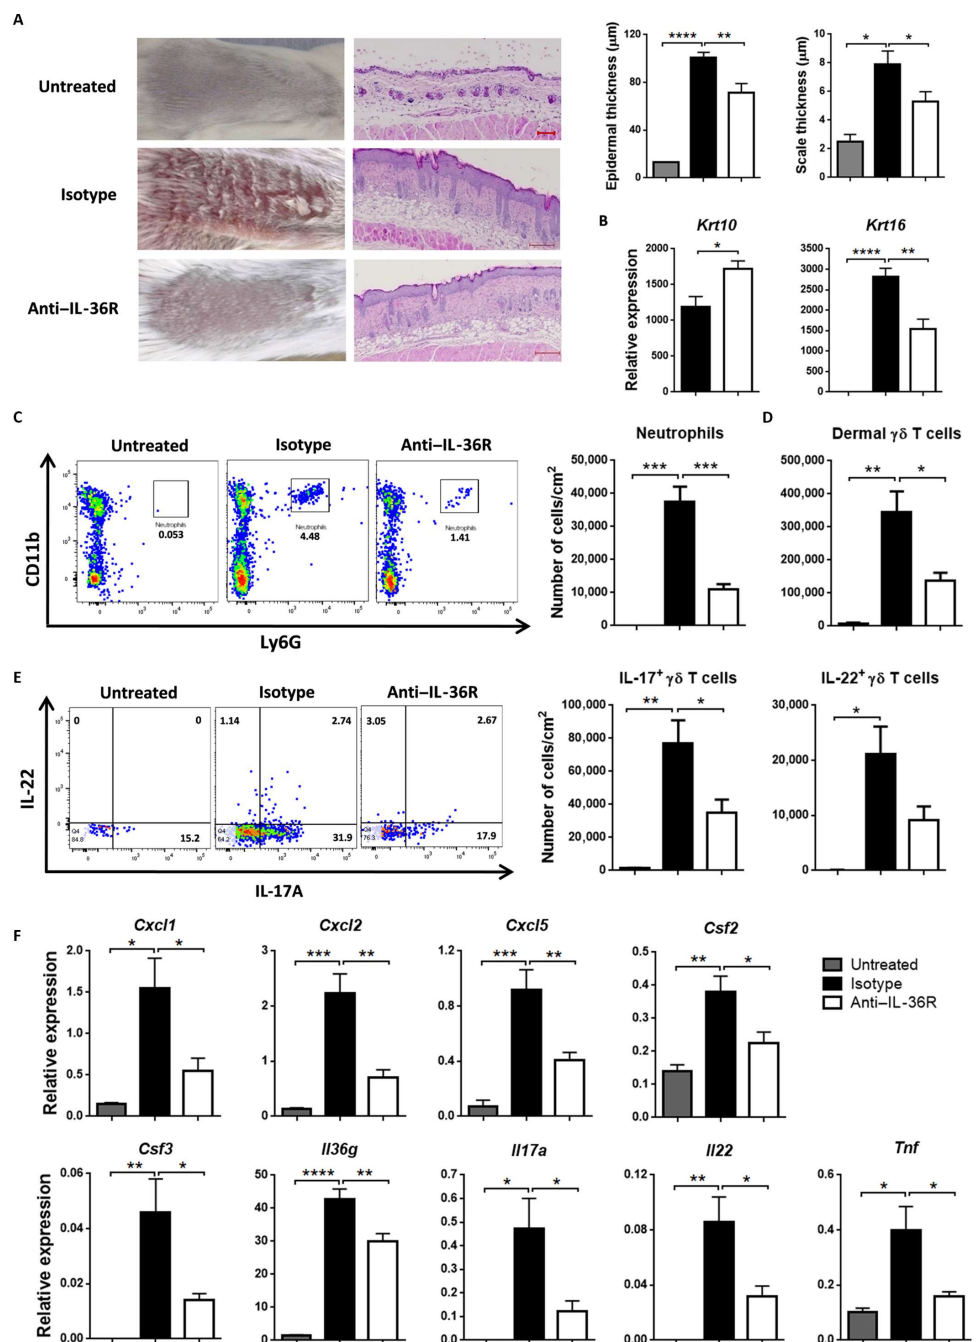 A
Untreated
Isotype
Anti–IL-36R
Epidermal thickness (μm)
120
80
40
0
**** **
Scale thickness (μm)
10
8
6
4
2
0
* *
B
Krt10
Relative expression
2000
1500
1000
500
0
*
Krt16
3500
3000
2500
2000
1500
1000
500
0
**** **
C
Untreated
Isotype
Anti–IL-36R
CD11b
Ly6G
Neutrophils
0.053
Neutrophils
4.48
Neutrophils
1.41
Neutrophils
Number of cells/cm2
50,000
40,000
30,000
20,000
10,000
0
*** ***
D
Dermal γδ T cells
500,000
400,000
300,000
200,000
100,000
0
** *
E
Untreated
Isotype
Anti–IL-36R
IL-22
IL-17A
0 0
Q4
84.8
15.2
1.14 2.74
Q4
64.2
31.9
3.05 2.67
Q4
76.3
17.9
IL-17+ γδ T cells
Number of cells/cm2
100,000
80,000
60,000
40,000
20,000
0
** *
IL-22+ γδ T cells
30,000
20,000
10,000
0
*
F
Cxcl1
Relative expression
2.0
1.5
1.0
0.5
0.0
* *
Cxcl2
3
2
1
0
*** **
Cxcl5
1.2
0.8
0.4
0.0
*** **
Csf2
0.5
0.4
0.3
0.2
0.1
0.0
** *
Untreated
Isotype
Anti–IL-36R
Csf3
Relative expression
0.06
0.04
0.02
0.00
** *
Il36g
50
40
30
20
10
0
**** **
Il17a
0.7
0.6
0.5
0.4
0.3
0.2
0.1
0.0
* *
Il22
0.12
0.08
0.04
0.00
** *
Tnf
0.6
0.4
0.2
0.0
* *